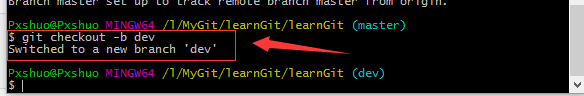 Branch master set up to track remote branch master from origin.
Pxshuo@Pxshuo MINGW64 /l/MyGit/learnGit/learnGit (master)
$ git checkout -b dev
Switched to a new branch 'dev'
Pxshuo@Pxshuo MINGW64 /l/MyGit/learnGit/learnGit (dev)
$